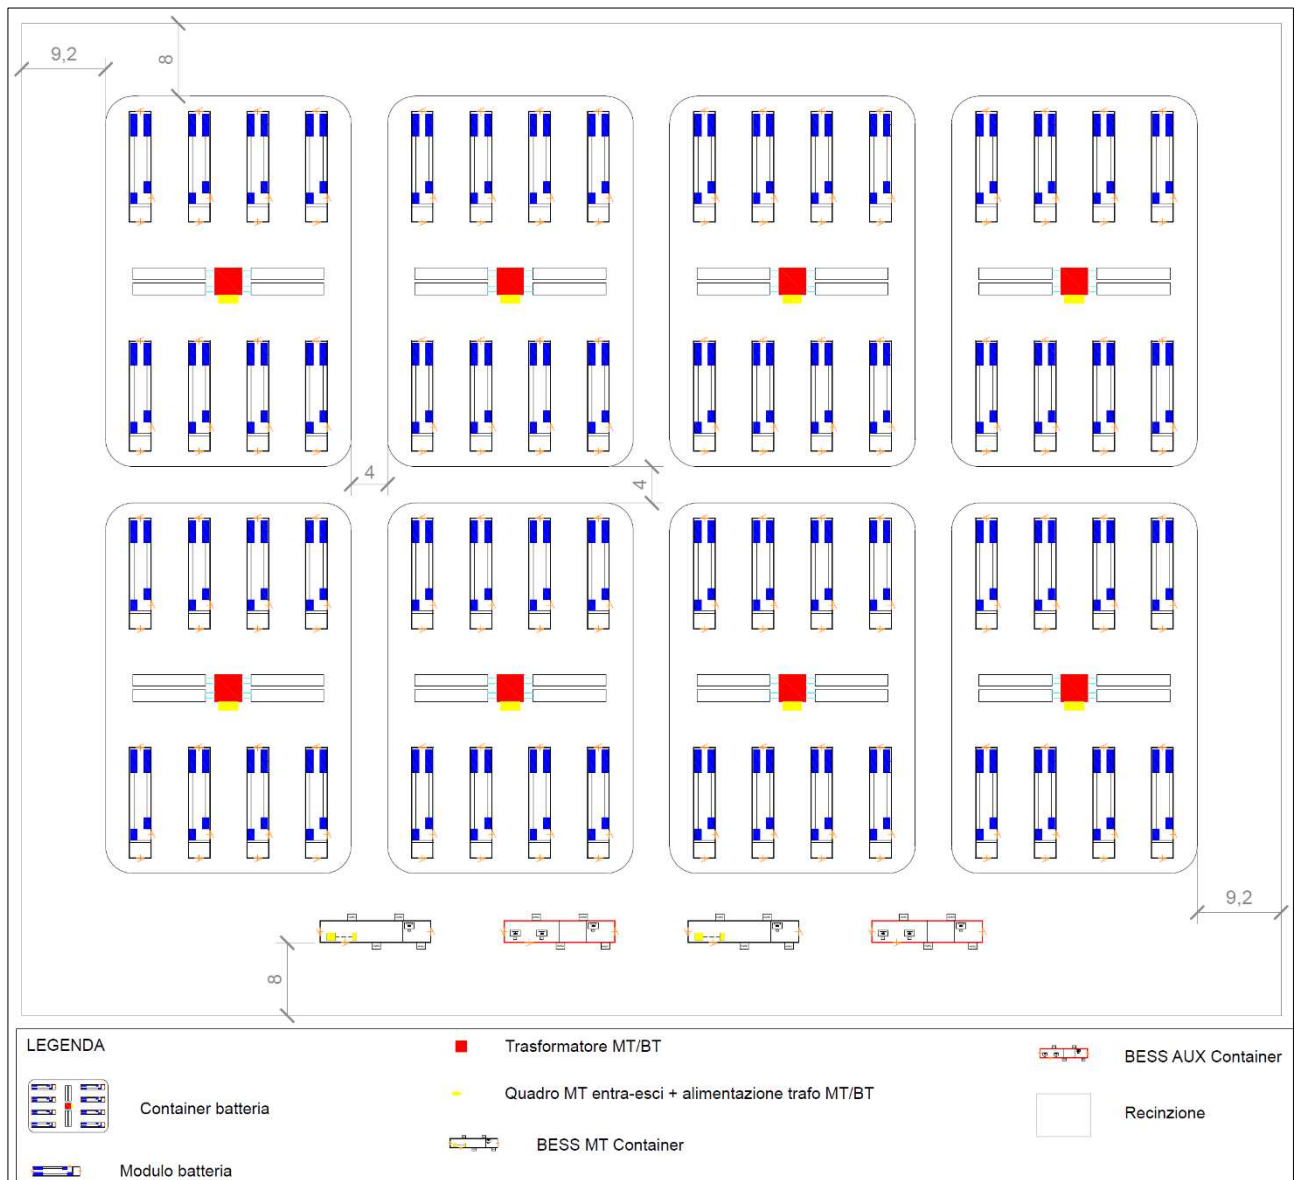 9,2
8
4
4
9,2
8
LEGENDA
Trasformatore MT/BT
BESS AUX Container
Quadro MT entra-esci + alimentazione trafo MT/BT
Container batteria
Recinzione
BESS MT Container
Modulo batteria